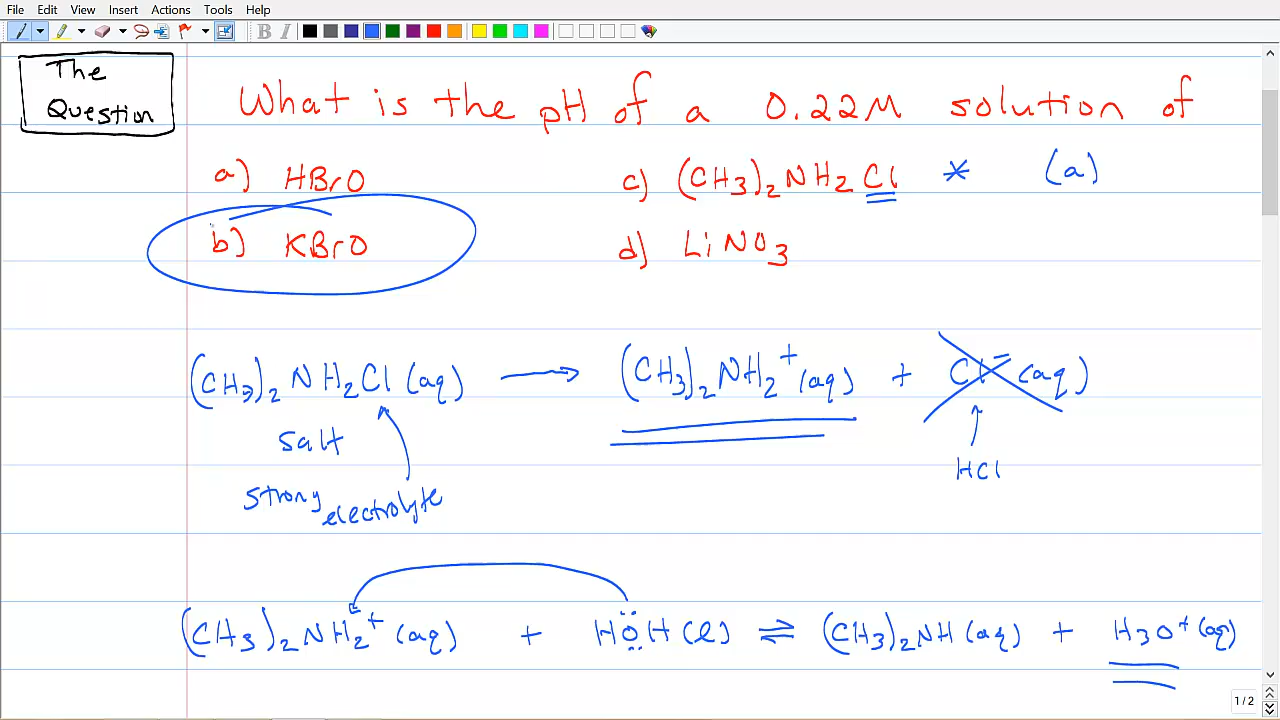 File Edit View Insert Actions Tools Help
B I
The
Question
What is the pH of a 0.22M solution of
a) HBrO
c) (CH3)2NH2Cl * (a)
b) KBrO
d) LiNO3
(CH3)2NH2Cl (aq) → (CH3)2NH2+ (aq) + Cl- (aq)
salt
strong electrolyte
HCl
(CH3)2NH2+ (aq) + HÖH(l) ⇌ (CH3)2NH (aq) + H3O+ (aq)
1/2